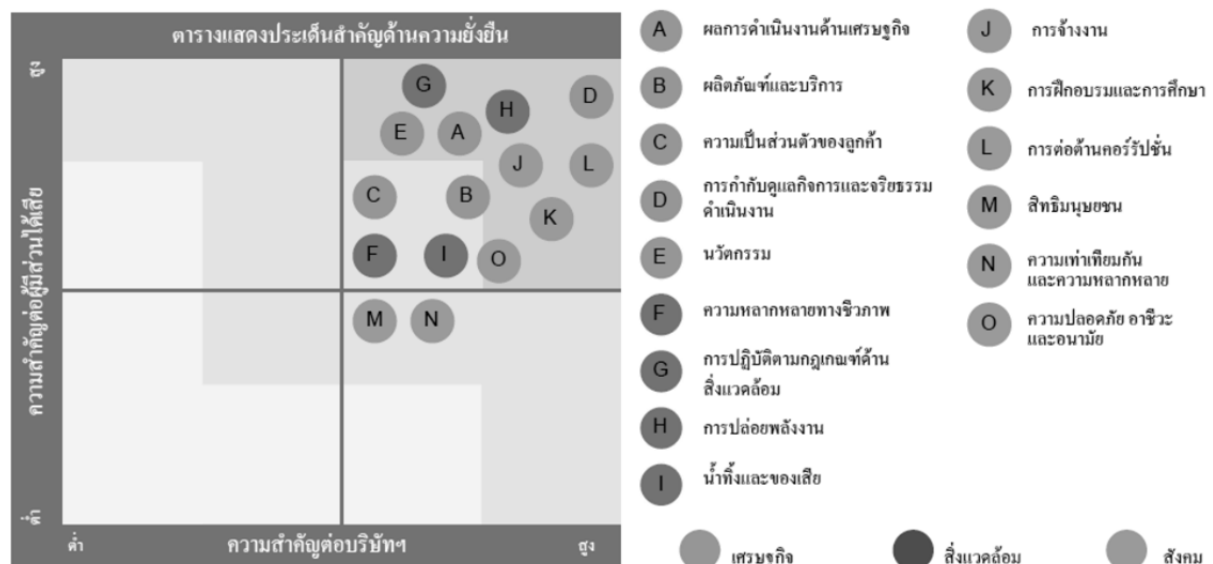 ตารางแสดงประเด็นสำคัญด้านความยั่งยืน
สูง
ความสำคัญต่อผู้มีส่วนได้เสีย
ต่ำ
G
H
D
E
A
J
L
C
B
K
F
I
O
M
N
ต่ำ
ความสำคัญต่อบริษัทฯ
สูง
A ผลการดำเนินงานด้านเศรษฐกิจ
B ผลิตภัณฑ์และบริการ
C ความเป็นส่วนตัวของลูกค้า
D การกำกับดูแลกิจการและจริยธรรม
ดำเนินงาน
E นวัตกรรม
F ความหลากหลายทางชีวภาพ
G การปฏิบัติตามกฎเกณฑ์ด้าน
สิ่งแวดล้อม
H การปล่อยพลังงาน
I น้ำทิ้งและของเสีย
J การจ้างงาน
K การฝึกอบรมและการศึกษา
L การต่อต้านคอร์รัปชั่น
M สิทธิมนุษยชน
N ความเท่าเทียมกัน
และความหลากหลาย
O ความปลอดภัย อาชีวะ
และอนามัย
เศรษฐกิจ
สิ่งแวดล้อม
สังคม